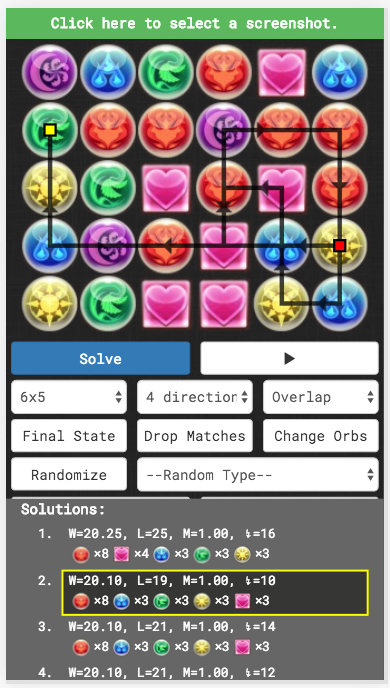 Click here to select a screenshot.
Solve
6x5 4 direction Overlap
Final State Drop Matches Change Orbs
Randomize --Random Type--
Solutions:
1. W=20.25, L=25, M=1.00, ↯=16
×8 ×4 ×3 ×3 ×3
2. W=20.10, L=19, M=1.00, ↯=10
×8 ×3 ×3 ×3 ×3
3. W=20.10, L=21, M=1.00, ↯=14
×8 ×3 ×3 ×3 ×3
4. W=20.10, L=21, M=1.00, ↯=12